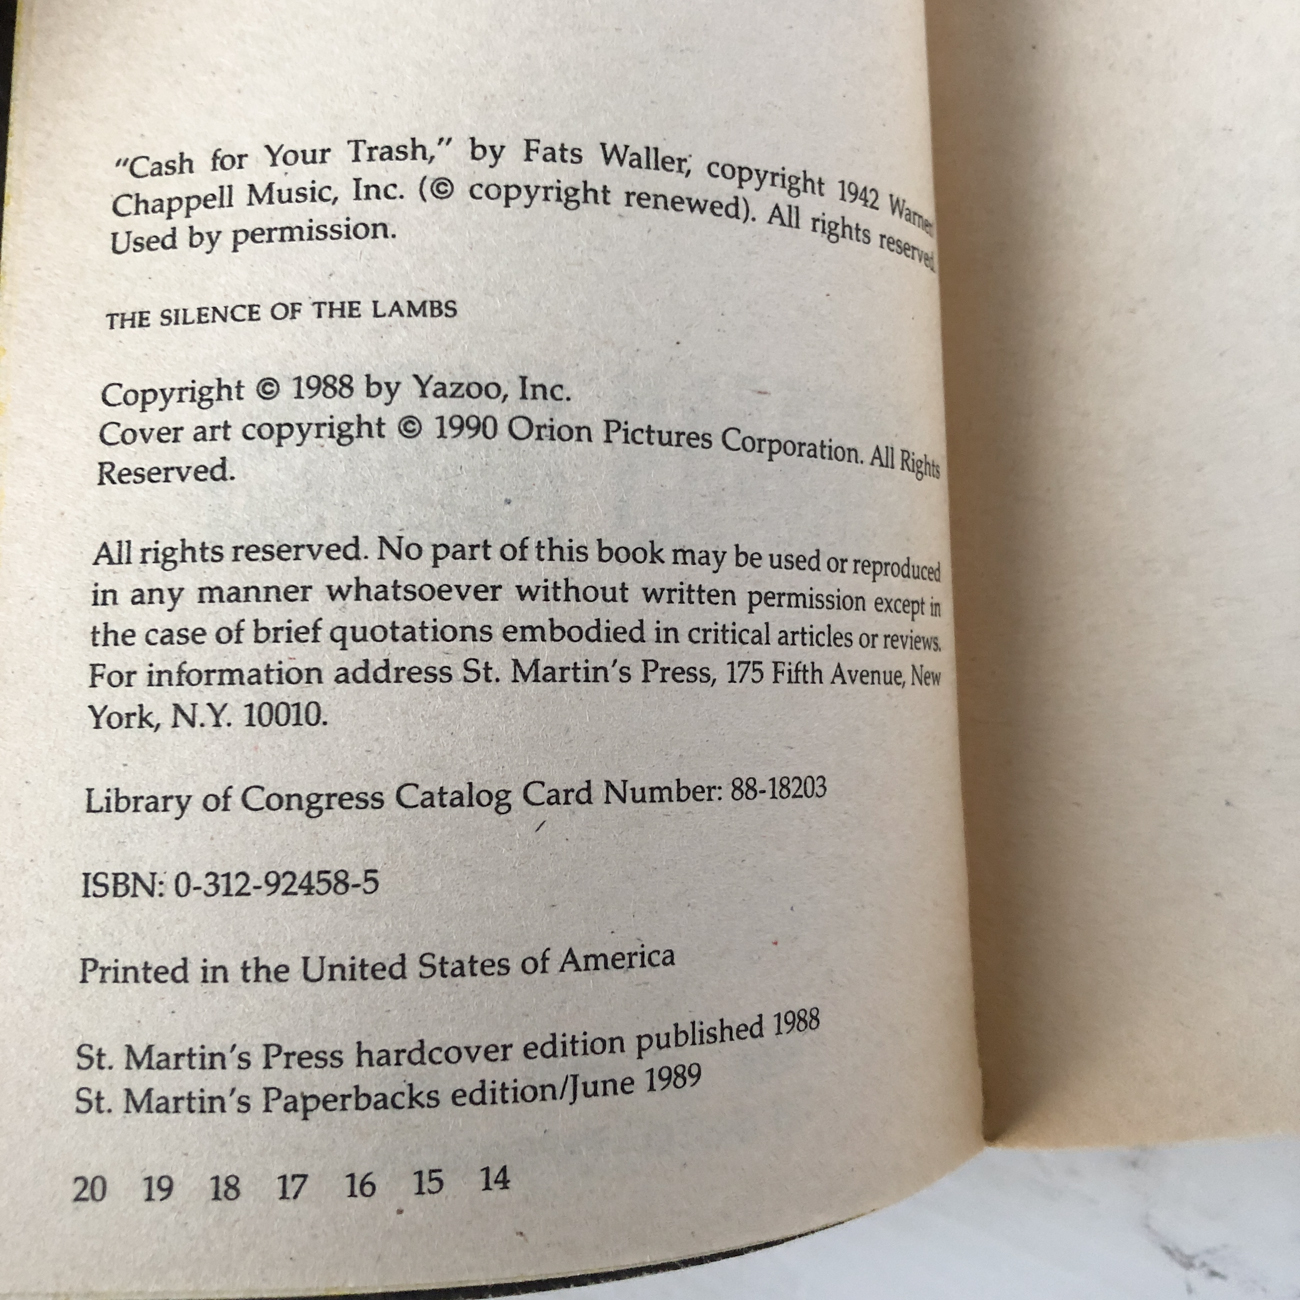 “Cash for Your Trash,” by Fats Waller, copyright 1942 Warner
Chappell Music, Inc. (© copyright renewed). All rights reserved.
Used by permission.
THE SILENCE OF THE LAMBS
Copyright © 1988 by Yazoo, Inc.
Cover art copyright © 1990 Orion Pictures Corporation. All Rights
Reserved.
All rights reserved. No part of this book may be used or reproduced
in any manner whatsoever without written permission except in
the case of brief quotations embodied in critical articles or reviews.
For information address St. Martin’s Press, 175 Fifth Avenue, New
York, N.Y. 10010.
Library of Congress Catalog Card Number: 88-18203
ISBN: 0-312-92458-5
Printed in the United States of America
St. Martin’s Press hardcover edition published 1988
St. Martin’s Paperbacks edition/June 1989
20 19 18 17 16 15 14